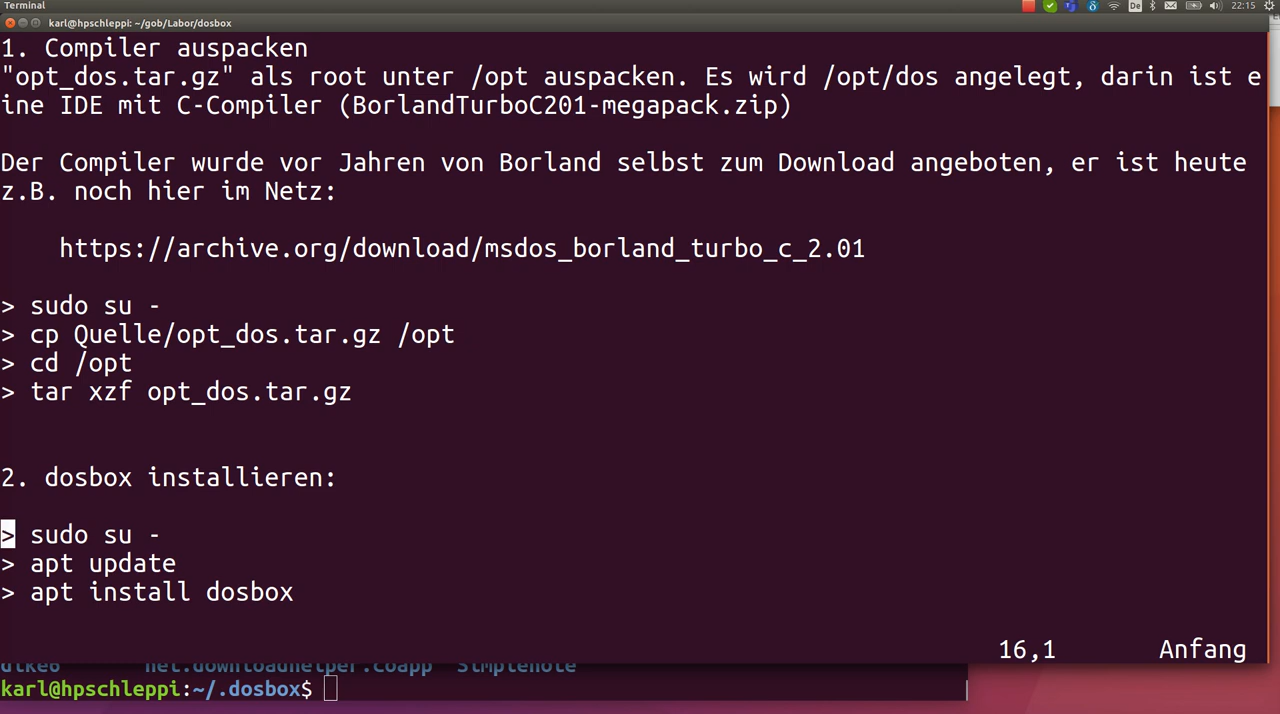 Terminal
De
22:15
karl@hpschleppi: ~/gob/Labor/dosbox
1. Compiler auspacken
"opt_dos.tar.gz" als root unter /opt auspacken. Es wird /opt/dos angelegt, darin ist e
ine IDE mit C-Compiler (BorlandTurboC201-megapack.zip)
Der Compiler wurde vor Jahren von Borland selbst zum Download angeboten, er ist heute
z.B. noch hier im Netz:
https://archive.org/download/msdos_borland_turbo_c_2.01
> sudo su -
> cp Quelle/opt_dos.tar.gz /opt
> cd /opt
> tar xzf opt_dos.tar.gz
2. dosbox installieren:
> sudo su -
> apt update
> apt install dosbox
16,1 Anfang
net.downloadhelper.coapp Simplenote
karl@hpschleppi:~/.dosbox$